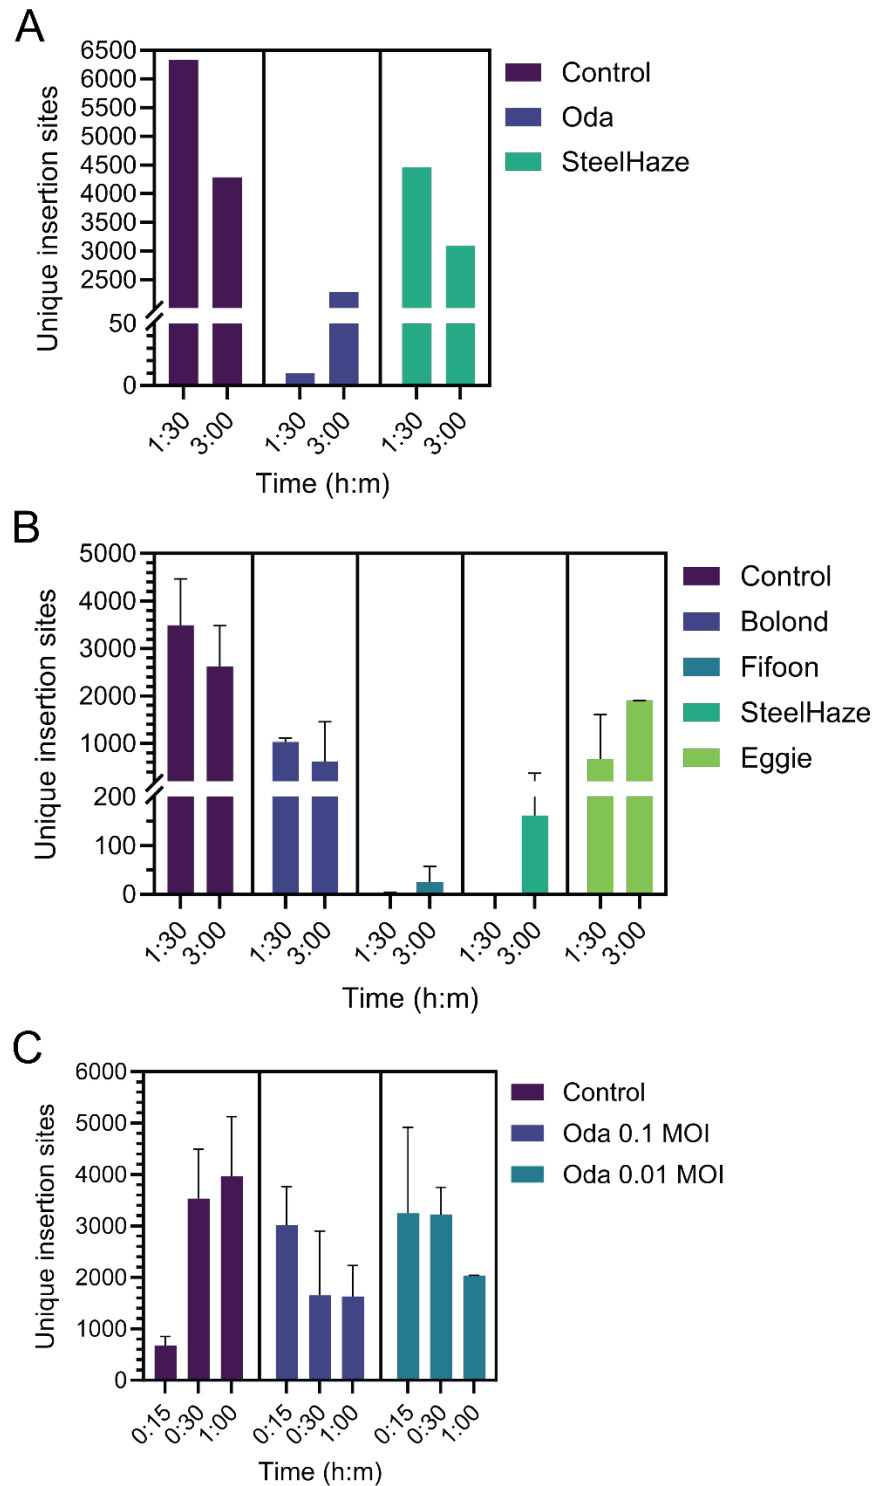 A
Unique insertion sites
6500
6000
5500
5000
4500
4000
3500
3000
2500
50
0
1:30
3:00
1:30
3:00
1:30
3:00
Time (h:m)
Control
Oda
SteelHaze
B
Unique insertion sites
5000
4000
3000
2000
1000
200
100
0
1:30
3:00
1:30
3:00
1:30
3:00
1:30
3:00
1:30
3:00
Time (h:m)
Control
Bolond
Fifoon
SteelHaze
Eggie
C
Unique insertion sites
6000
5000
4000
3000
2000
1000
0
0:15
0:30
1:00
0:15
0:30
1:00
0:15
0:30
1:00
Time (h:m)
Control
Oda 0.1 MOI
Oda 0.01 MOI